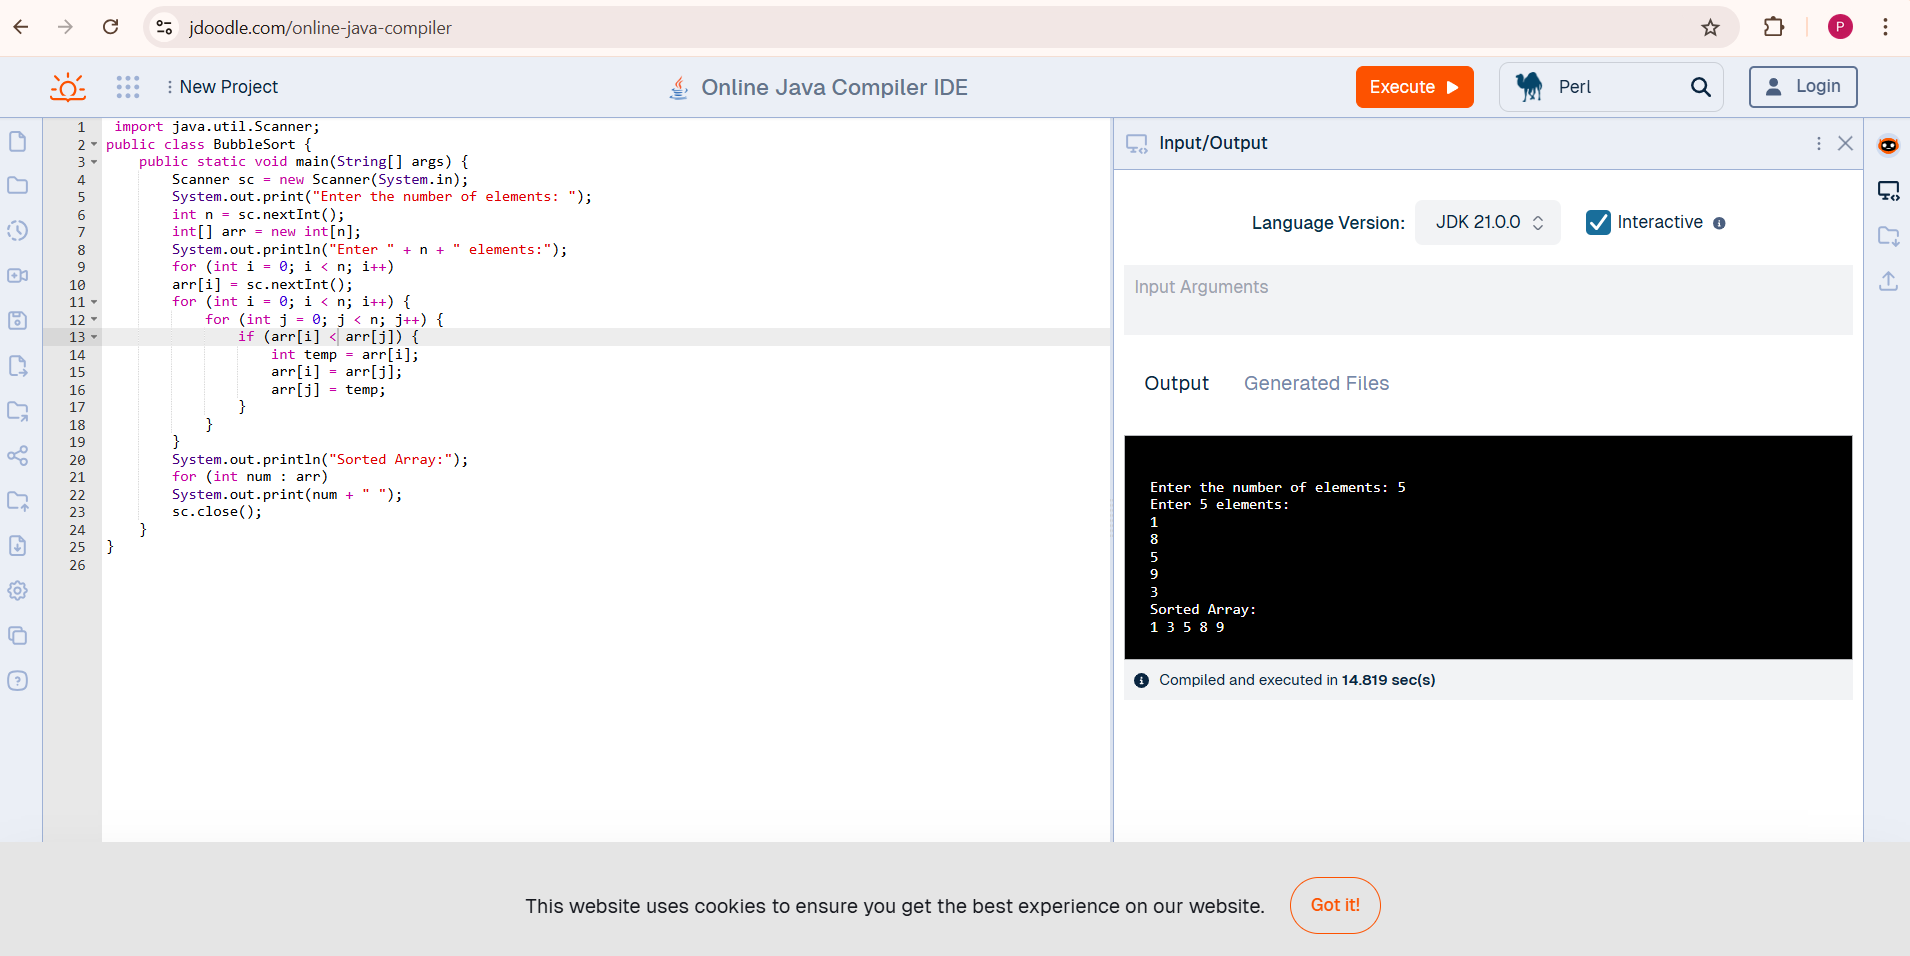 jdoodle.com/online-java-compiler
P
New Project
Online Java Compiler IDE
Execute
Perl
Login
1 import java.util.Scanner;
2 public class BubbleSort {
3 public static void main(String[] args) {
4 Scanner sc = new Scanner(System.in);
5 System.out.print("Enter the number of elements: ");
6 int n = sc.nextInt();
7 int[] arr = new int[n];
8 System.out.println("Enter " + n + " elements:");
9 for (int i = 0; i < n; i++)
10 arr[i] = sc.nextInt();
11 for (int i = 0; i < n; i++) {
12 for (int j = 0; j < n; j++) {
13 if (arr[i] < arr[j]) {
14 int temp = arr[i];
15 arr[i] = arr[j];
16 arr[j] = temp;
17 }
18 }
19 }
20 System.out.println("Sorted Array:");
21 for (int num : arr)
22 System.out.print(num + " ");
23 sc.close();
24 }
25 }
26
Input/Output
Language Version:
JDK 21.0.0
Interactive
Input Arguments
Output
Generated Files
Enter the number of elements: 5
Enter 5 elements:
1
8
5
9
3
Sorted Array:
1 3 5 8 9
Compiled and executed in 14.819 sec(s)
This website uses cookies to ensure you get the best experience on our website.
Got it!